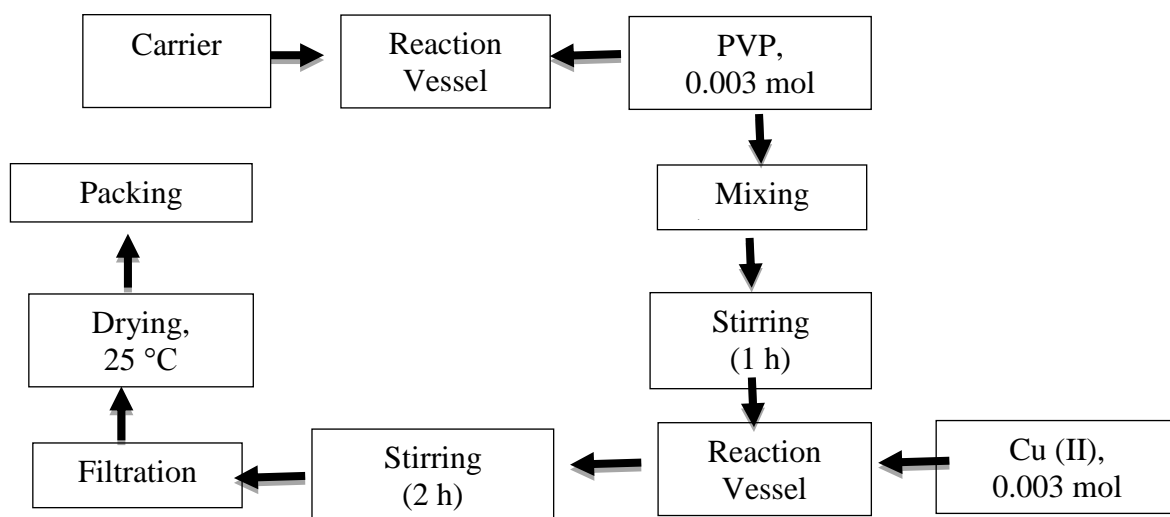 Carrier
Reaction
Vessel
PVP,
0.003 mol
Packing
Mixing
Drying,
25 °C
Stirring
(1 h)
Filtration
Stirring
(2 h)
Reaction
Vessel
Cu (II),
0.003 mol